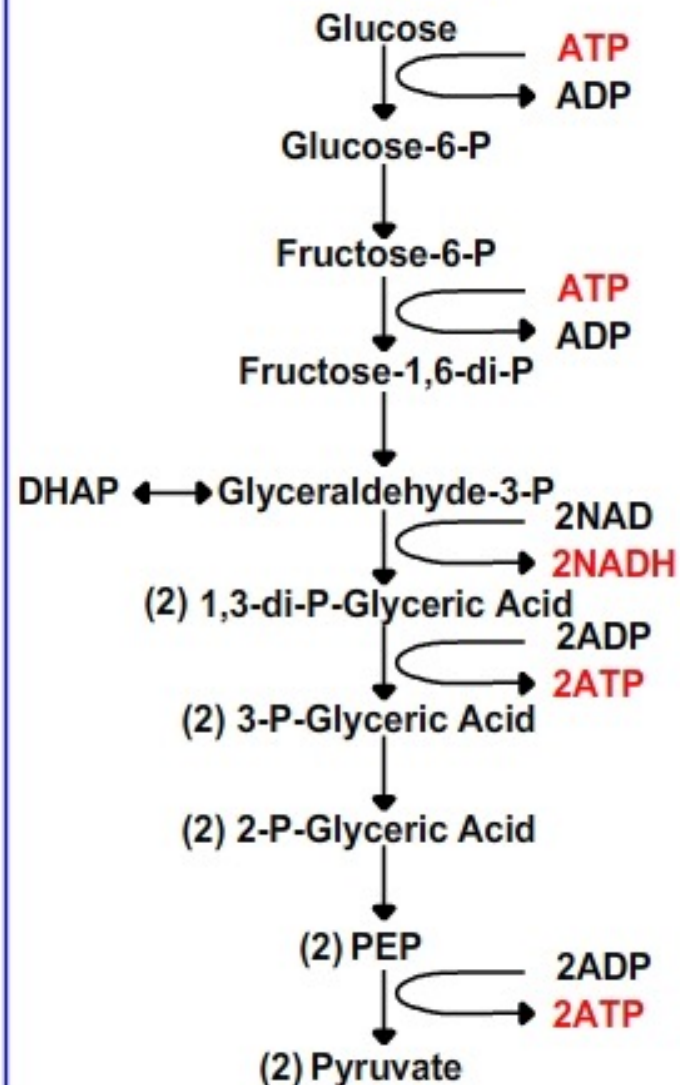 Glucose
ATP
ADP
Glucose-6-P
Fructose-6-P
ATP
ADP
Fructose-1,6-di-P
DHAP Glyceraldehyde-3-P
2NAD
2NADH
(2) 1,3-di-P-Glyceric Acid
2ADP
2ATP
(2) 3-P-Glyceric Acid
(2) 2-P-Glyceric Acid
(2) PEP
2ADP
2ATP
(2) Pyruvate